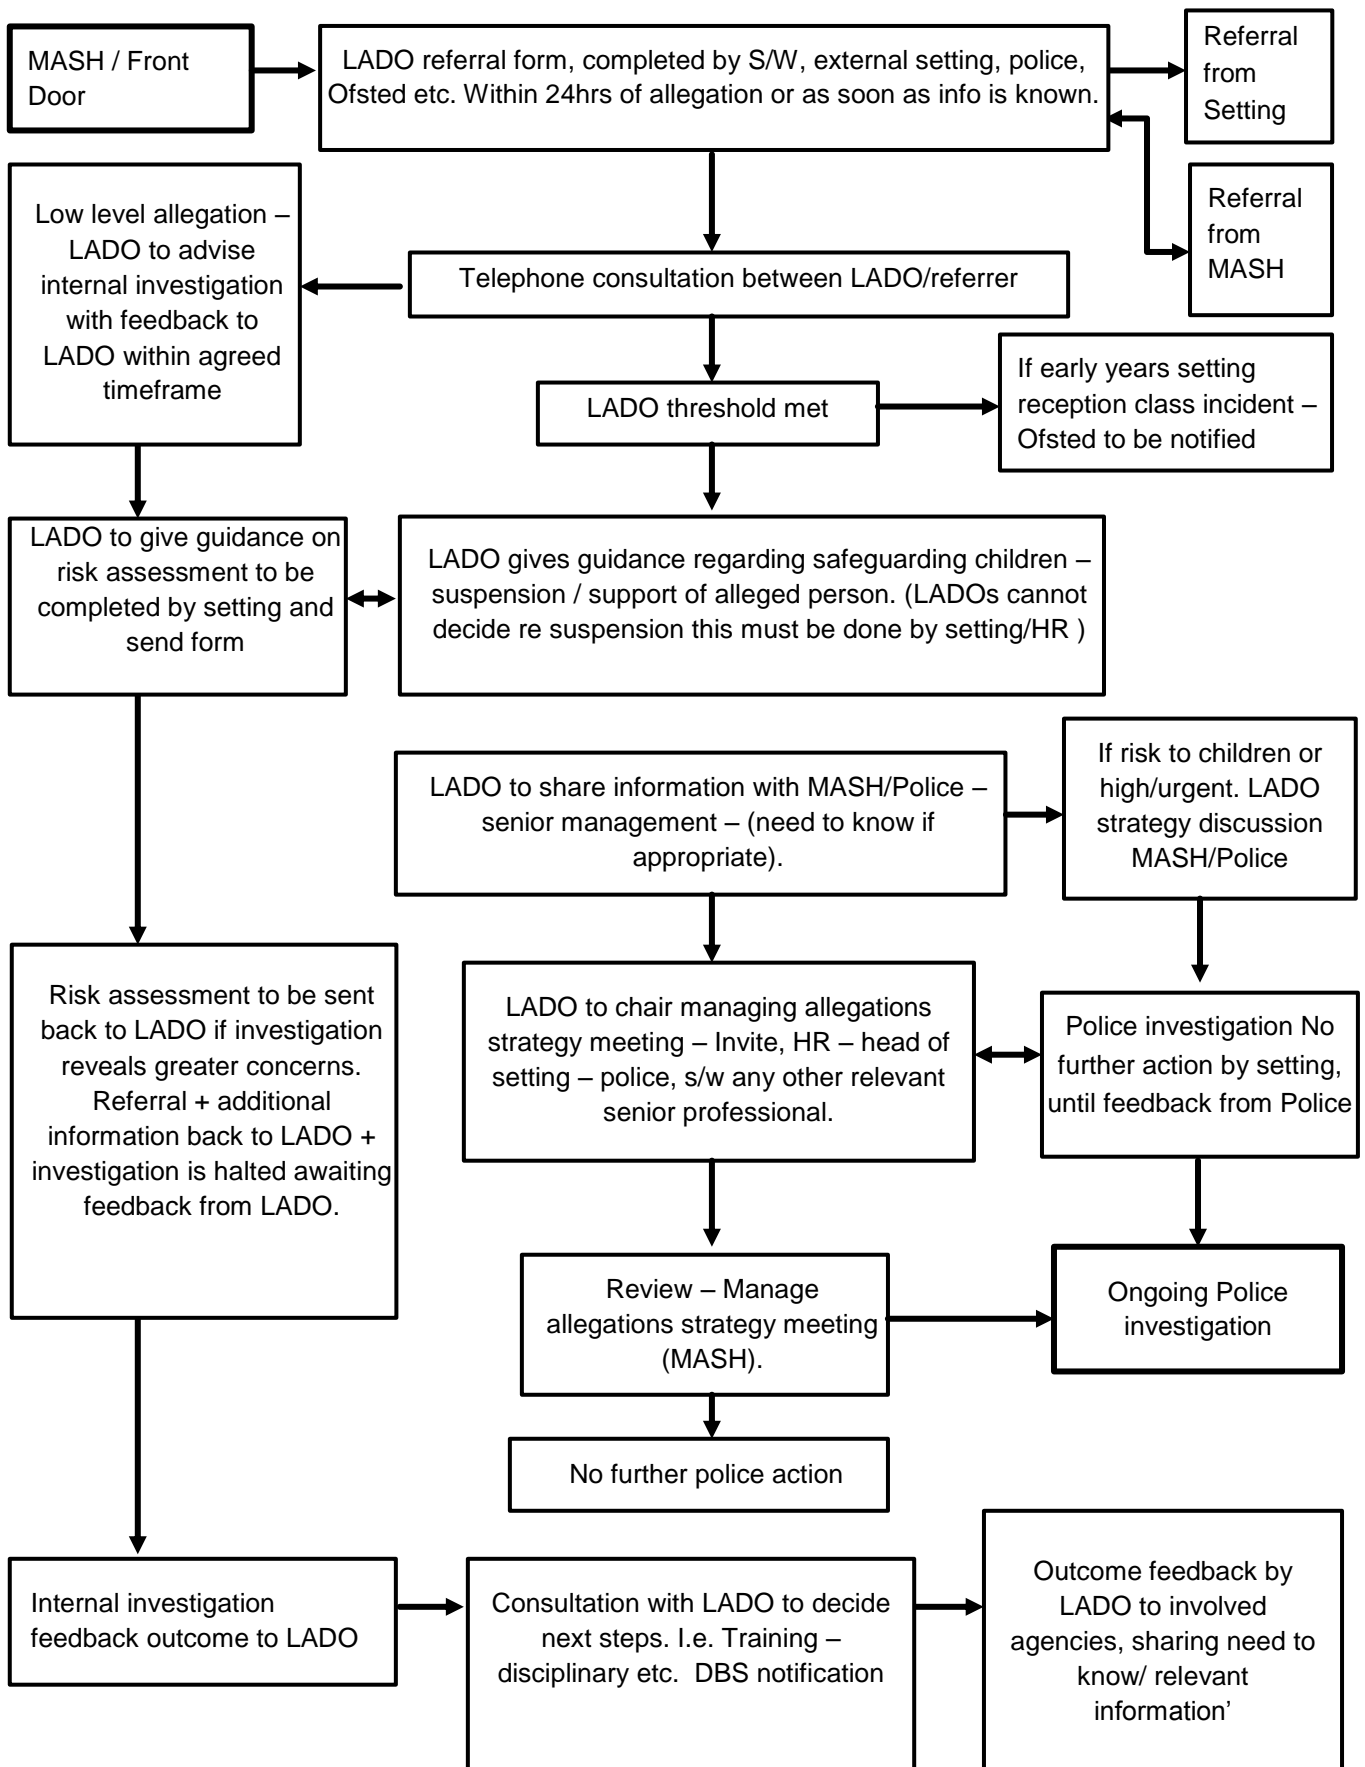 MASH / Front
Door
LADO referral form, completed by S/W, external setting, police,
Ofsted etc. Within 24hrs of allegation or as soon as info is known.
Referral
from
Setting
Referral
from
MASH
Low level allegation –
LADO to advise
internal investigation
with feedback to
LADO within agreed
timeframe
Telephone consultation between LADO/referrer
LADO threshold met
If early years setting
reception class incident –
Ofsted to be notified
LADO to give guidance on
risk assessment to be
completed by setting and
send form
LADO gives guidance regarding safeguarding children –
suspension / support of alleged person. (LADOs cannot
decide re suspension this must be done by setting/HR )
LADO to share information with MASH/Police –
senior management – (need to know if
appropriate).
If risk to children or
high/urgent. LADO
strategy discussion
MASH/Police
Risk assessment to be sent
back to LADO if investigation
reveals greater concerns.
Referral + additional
information back to LADO +
investigation is halted awaiting
feedback from LADO.
LADO to chair managing allegations
strategy meeting – Invite, HR – head of
setting – police, s/w any other relevant
senior professional.
Police investigation No
further action by setting,
until feedback from Police
Review – Manage
allegations strategy meeting
(MASH).
Ongoing Police
investigation
No further police action
Internal investigation
feedback outcome to LADO
Consultation with LADO to decide
next steps. I.e. Training –
disciplinary etc.  DBS notification
Outcome feedback by
LADO to involved
agencies, sharing need to
know/ relevant
information’